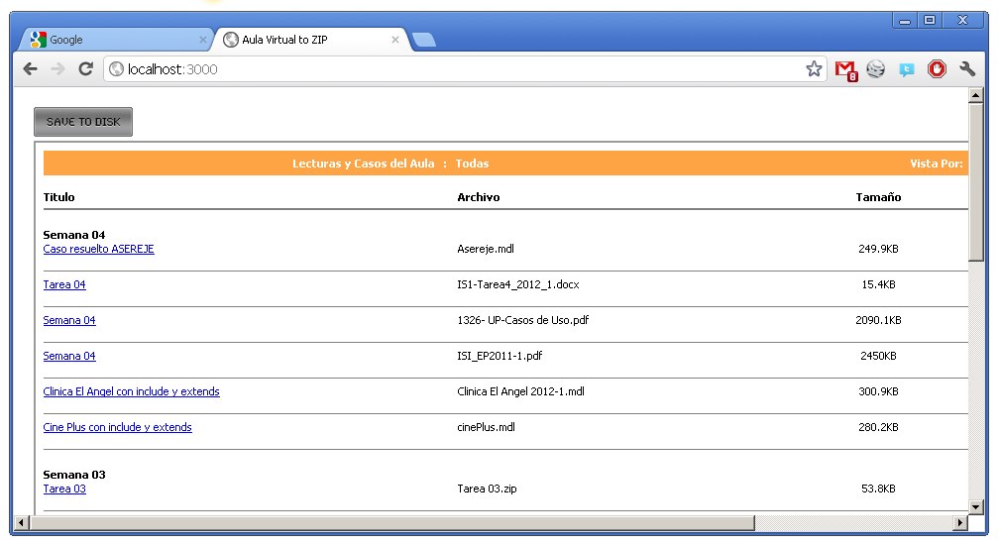 Google
Aula Virtual to ZIP
localhost:3000
8
SAVE TO DISK
Lecturas y Casos del Aula : Todas Vista Por:
Titulo Archivo Tamaño
Semana 04
Caso resuelto ASEREJE Asereje.mdl 249.9KB
Tarea 04 IS1-Tarea4_2012_1.docx 15.4KB
Semana 04 1326- UP-Casos de Uso.pdf 2090.1KB
Semana 04 ISI_EP2011-1.pdf 2450KB
Clinica El Angel con include y extends Clinica El Angel 2012-1.mdl 300.9KB
Cine Plus con include y extends cinePlus.mdl 280.2KB
Semana 03
Tarea 03 Tarea 03.zip 53.8KB